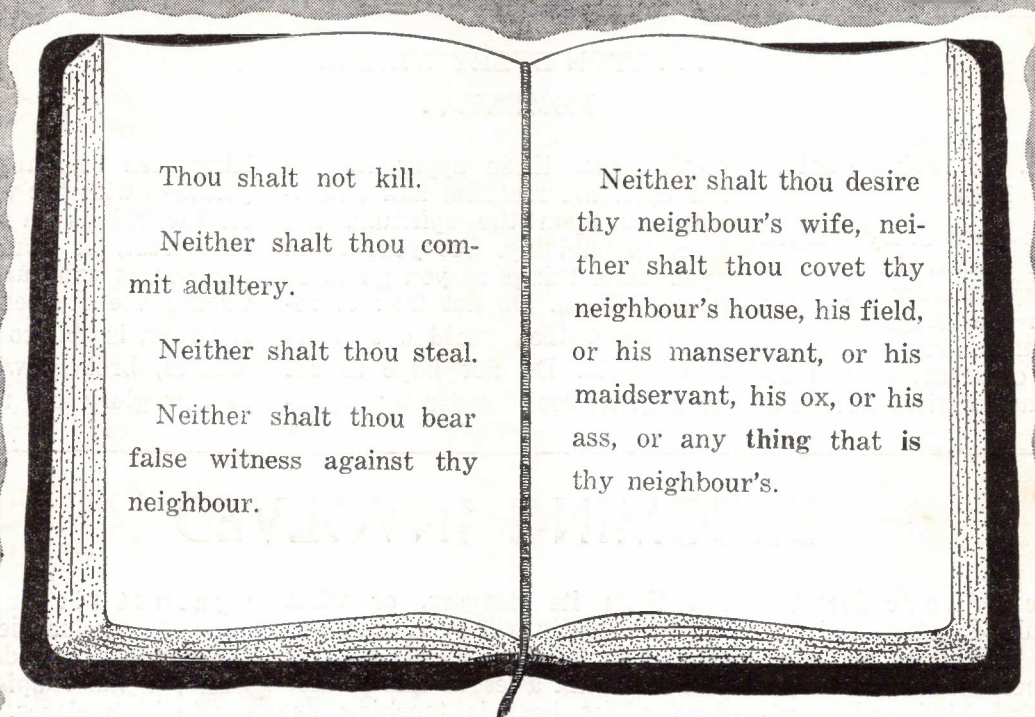 Thou shalt not kill.
Neither shalt thou com-
mit adultery.
Neither shalt thou steal.
Neither shalt thou bear
false witness against thy
neighbour.
Neither shalt thou desire
thy neighbour's wife, nei-
ther shalt thou covet thy
neighbour's house, his field,
or his manservant, or his
maidservant, his ox, or his
ass, or any thing that is
thy neighbour's.